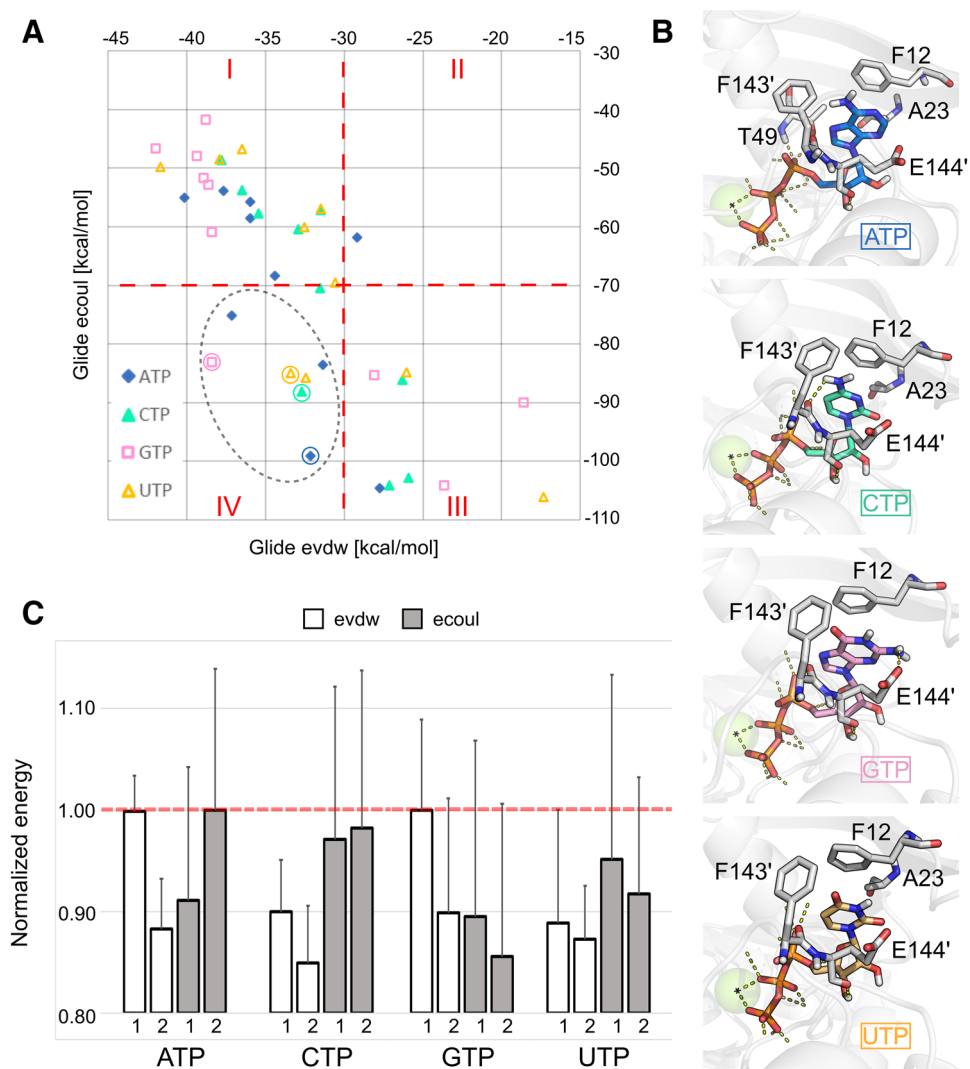 A
-45 -40 -35 -30 -25 -20 -15
-30
-40
-50
-60
-70
-80
-90
-100
-110
I
II
III
IV
Glide ecoul [kcal/mol]
ATP
CTP
GTP
UTP
Glide evdw [kcal/mol]
B
F12
F143'
A23
T49
E144'
*
ATP
F12
F143'
A23
E144'
*
CTP
F12
F143'
E144'
*
GTP
F12
F143'
A23
E144'
*
UTP
C
evdw ecoul
Normalized energy
1.10
1.00
0.90
0.80
1 2 1 2 1 2 1 2 1 2 1 2 1 2 1 2
ATP CTP GTP UTP